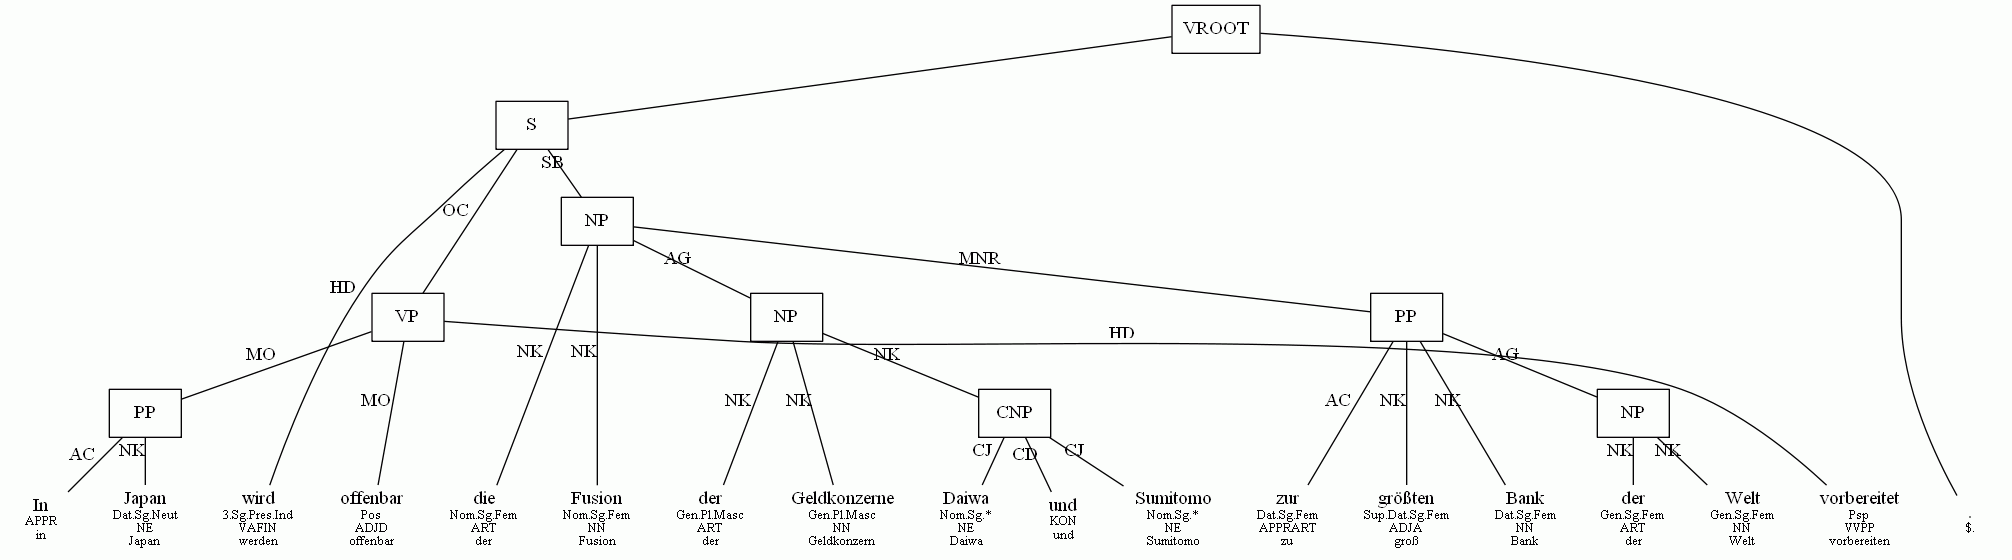 VROOT
S
SB
NP
OC
AG
MNR
HD
VP
NP
PP
HD
MO
NK
NK
NK
AG
PP
MO
NK
NK
CNP
AC
NK
NK
NP
AC
NK
CJ
CD
CJ
NK
NK
In Japan wird offenbar die Fusion der Geldkonzerne Daiwa und Sumitomo zur größten Bank der Welt vorbereitet .
APPR Dat.Sg.Neut 3.Sg.Pres.Ind Pos Nom.Sg.Fem Nom.Sg.Fem Gen.Pl.Masc Gen.Pl.Masc Nom.Sg.* KON Nom.Sg.* Dat.Sg.Fem Sup.Dat.Sg.Fem Dat.Sg.Fem Gen.Sg.Fem Gen.Sg.Fem Psp $.
in NE VAFIN ADJD ART NN ART NN NE und NE APPRART ADJA NN ART NN VVPP
Japan werden offenbar der Fusion der Geldkonzern Daiwa Sumitomo zu groß Bank der Welt vorbereiten